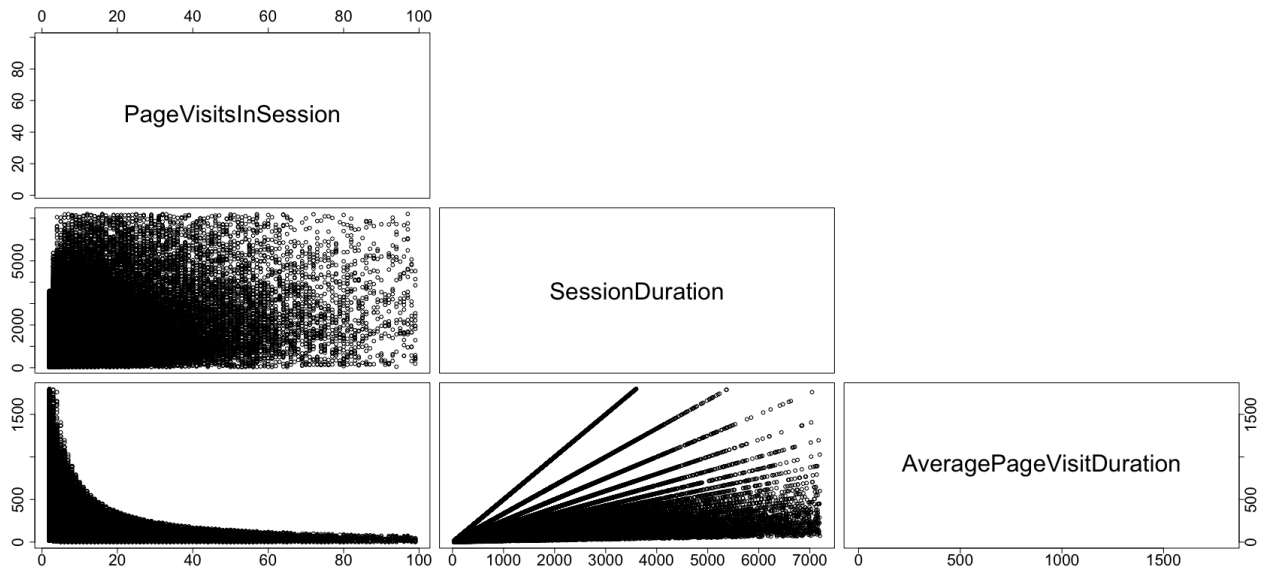 0 20 40 60 80 100
0 20 40 60 80
PageVisitsInSession
0 2000 5000
SessionDuration
0 500 1500
AveragePageVisitDuration
0 500 1500
0 20 40 60 80 100
0 1000 2000 3000 4000 5000 6000 7000
0 500 1000 1500